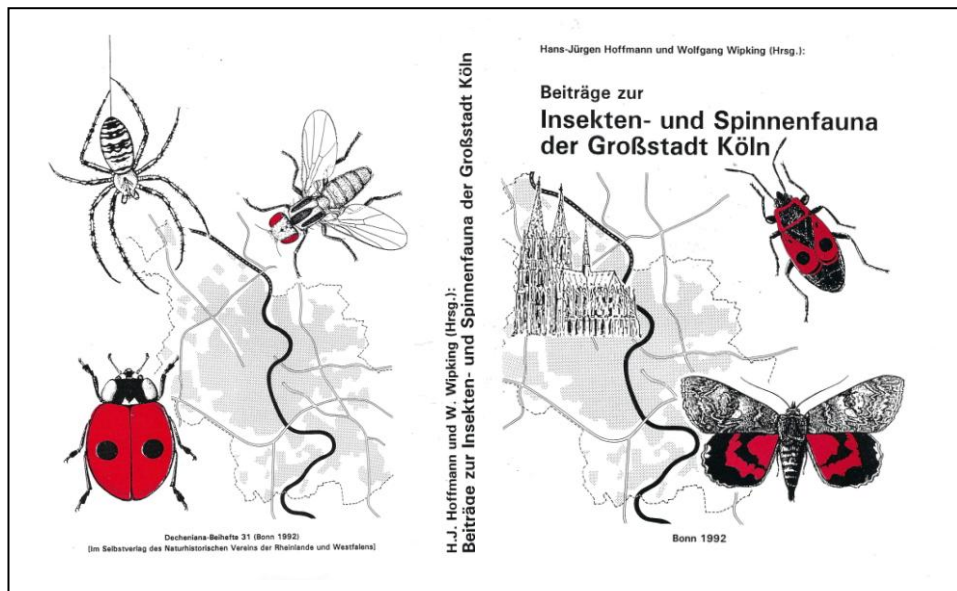 Decheniana-Beihefte 31 (Bonn 1992)
[Im Selbstverlag des Naturhistorischen Vereins der Rheinlande und Westfalens]
H.J. Hoffmann und W. Wipking (Hrsg.):
Beiträge zur Insekten- und Spinnenfauna der Großstadt Köln
Hans-Jürgen Hoffmann und Wolfgang Wipking (Hrsg.):
Beiträge zur
Insekten- und Spinnenfauna
der Großstadt Köln
Bonn 1992